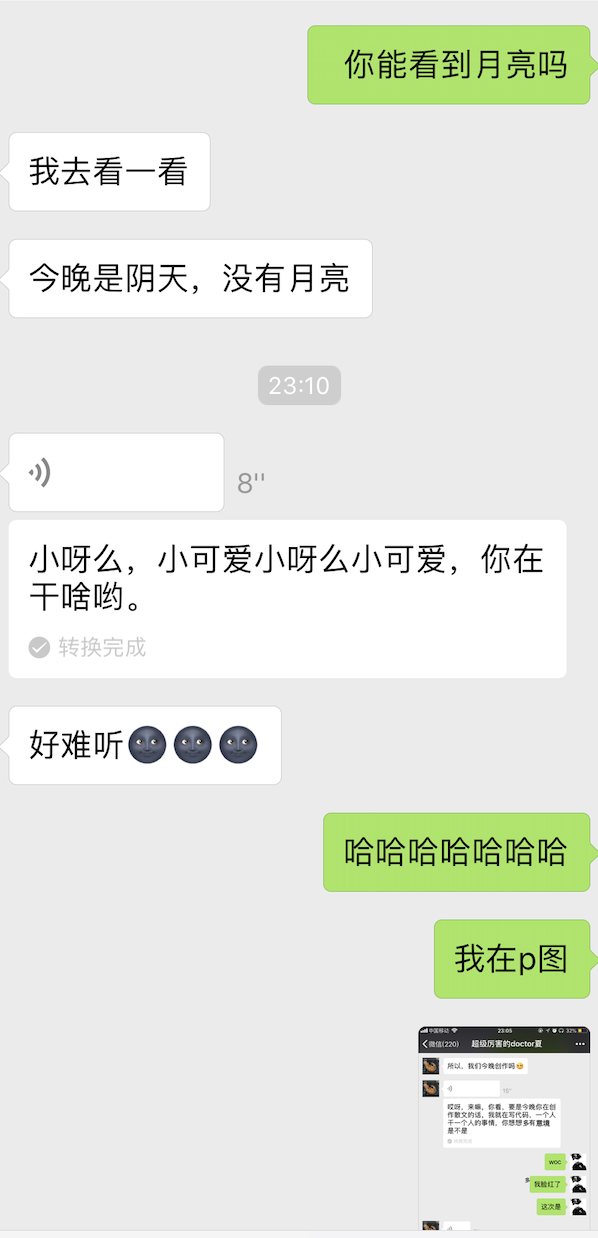 你能看到月亮吗
我去看一看
今晚是阴天，没有月亮
23:10
8''
小呀么，小可爱小呀么小可爱，你在
干啥哟。
转换完成
好难听🌚🌚🌚
哈哈哈哈哈哈哈
我在p图
中国移动 23:05 32%
微信(220) 超级厉害的doctor夏
所以，我们今晚创作吗😏
18''
哎呀，来嘛，你看，要是今晚你在创
作散文的话，我就在写代码，一个人
干一个人的事情，你想想多有意境
是不是
转换完成
woc
我脸红了
这次是